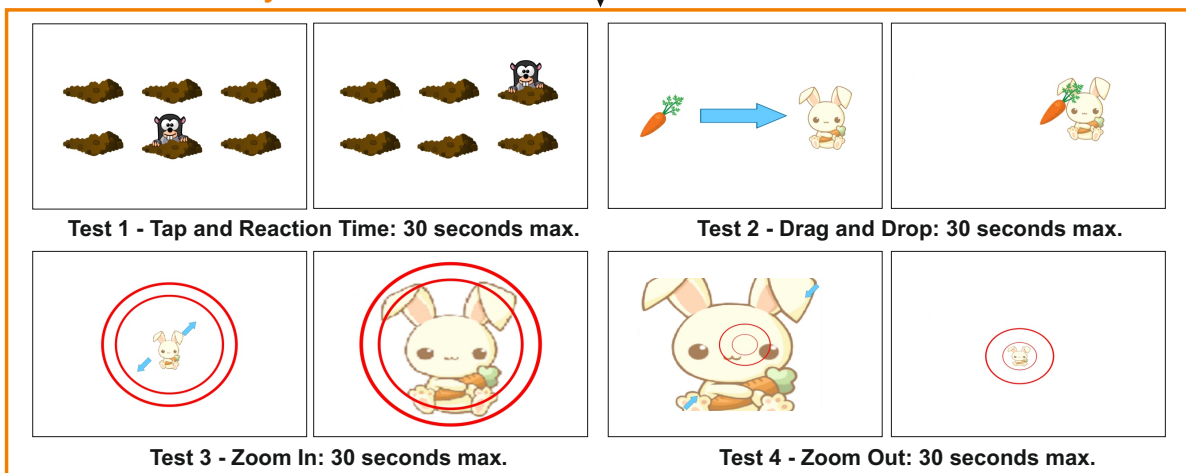 Test 1 - Tap and Reaction Time: 30 seconds max.
Test 2 - Drag and Drop: 30 seconds max.
Test 3 - Zoom In: 30 seconds max.
Test 4 - Zoom Out: 30 seconds max.